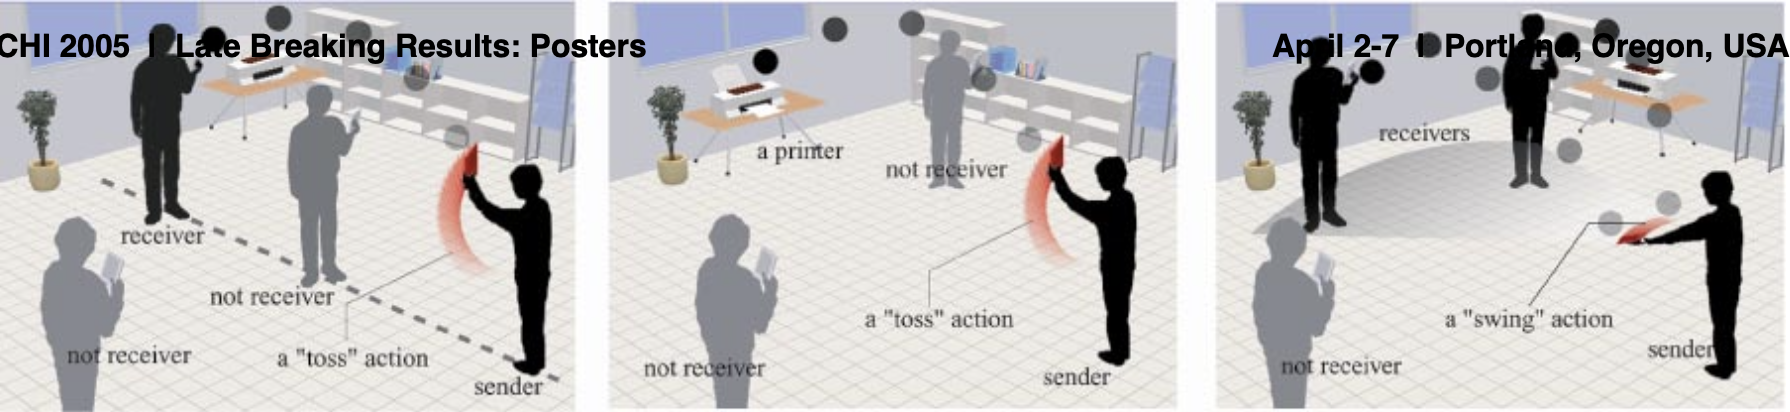 CHI 2005 | Late Breaking Results: Posters
April 2-7 | Portland, Oregon, USA
receiver
not receiver
not receiver
a "toss" action
sender
a printer
not receiver
a "toss" action
not receiver
sender
receivers
a "swing" action
sender
not receiver